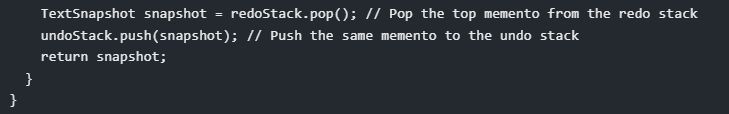 TextSnapshot snapshot = redoStack.pop(); // Pop the top memento from the redo stack
undoStack.push(snapshot); // Push the same memento to the undo stack
return snapshot;
}
}